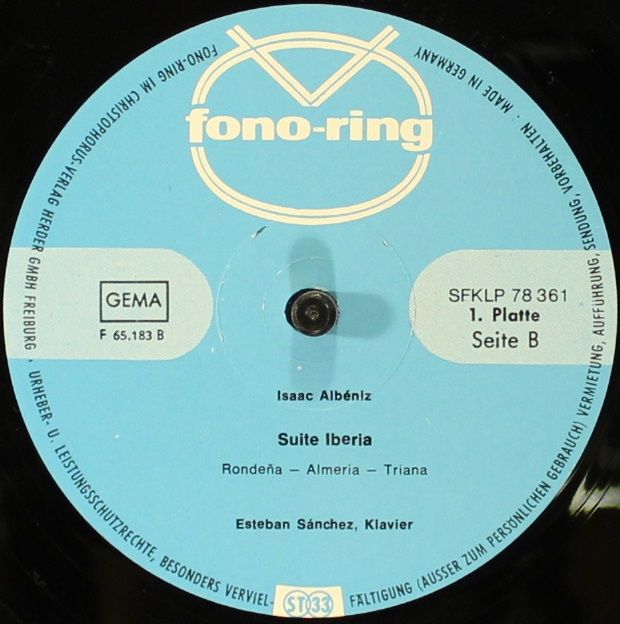 fono-ring
GEMA
F 65.183 B
SFKLP 78 361
1. Platte
Seite B
Isaac Albéniz
Suite Iberia
Rondeña – Almeria – Triana
Esteban Sánchez, Klavier
ST 33
FONO-RING IM CHRISTOPHORUS-VERLAG HERDER GMBH FREIBURG · URHEBER- U. LEISTUNGSSCHUTZRECHTE, BESONDERS VERVIEL-FÄLTIGUNG (AUSSER ZUM PERSÖNLICHEN GEBRAUCH) VERMIETUNG, AUFFÜHRUNG, SENDUNG, VORBEHALTEN · MADE IN GERMANY